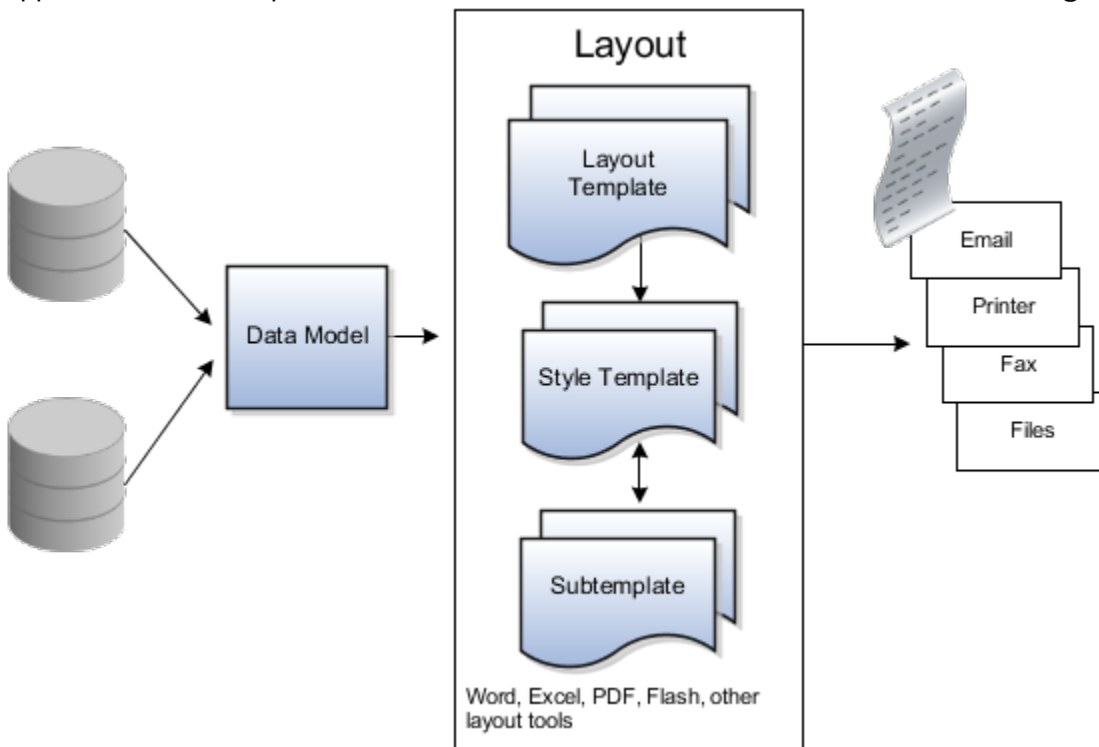 Layout
Layout
Template
Data Model
Style Template
Subtemplate
Word, Excel, PDF, Flash, other
layout tools
Email
Printer
Fax
Files